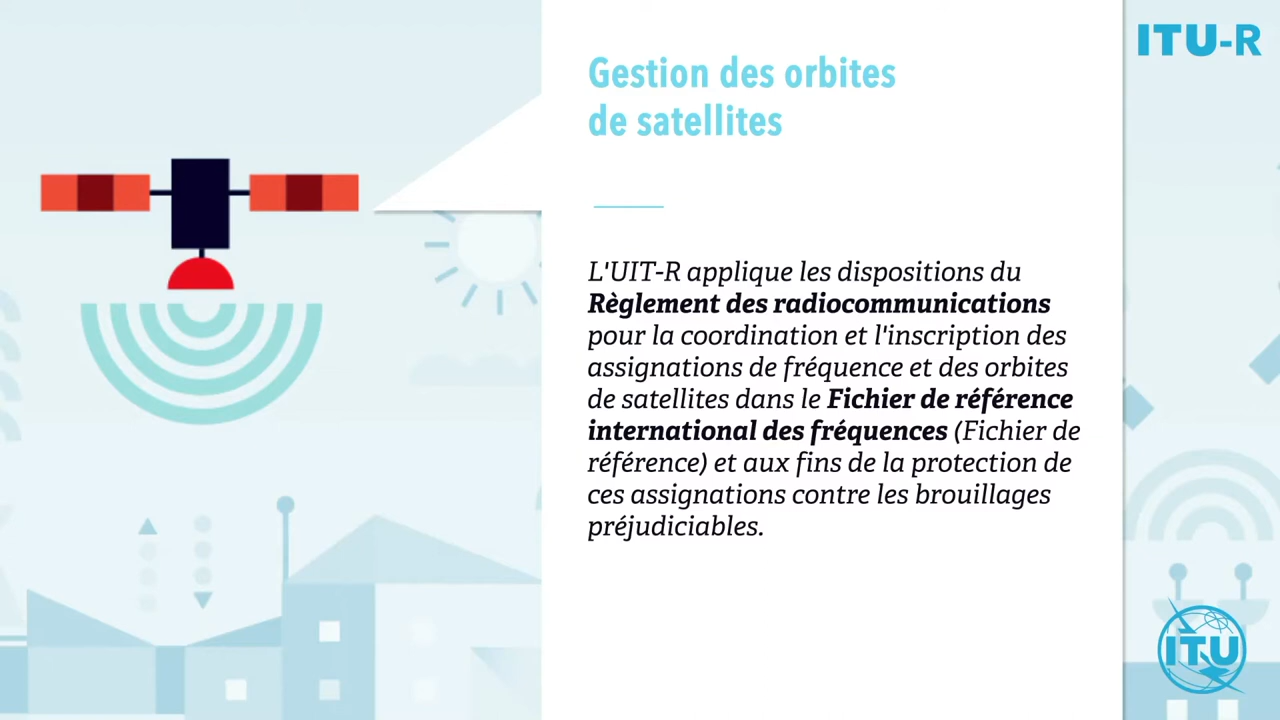 ITU-R
Gestion des orbites
de satellites
L'UIT-R applique les dispositions du
Règlement des radiocommunications
pour la coordination et l'inscription des
assignations de fréquence et des orbites
de satellites dans le Fichier de référence
international des fréquences (Fichier de
référence) et aux fins de la protection de
ces assignations contre les brouillages
préjudiciables.
ITU